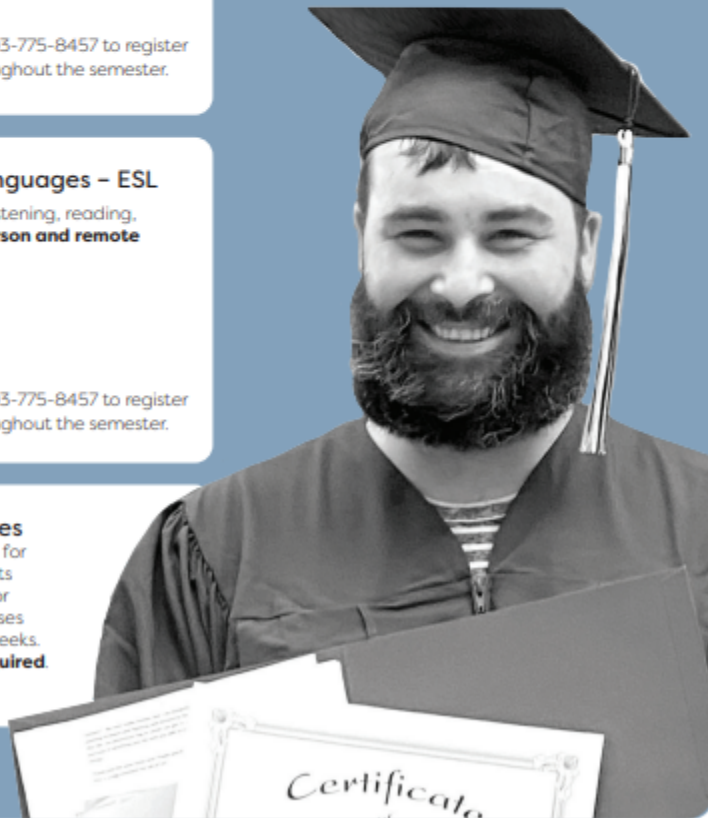 3-775-8457 to register
ghout the semester.
nguages – ESL
tening, reading,
son and remote
3-775-8457 to register
ghout the semester.
es
for
ts
or
ses
eeks.
uired.
Certificate